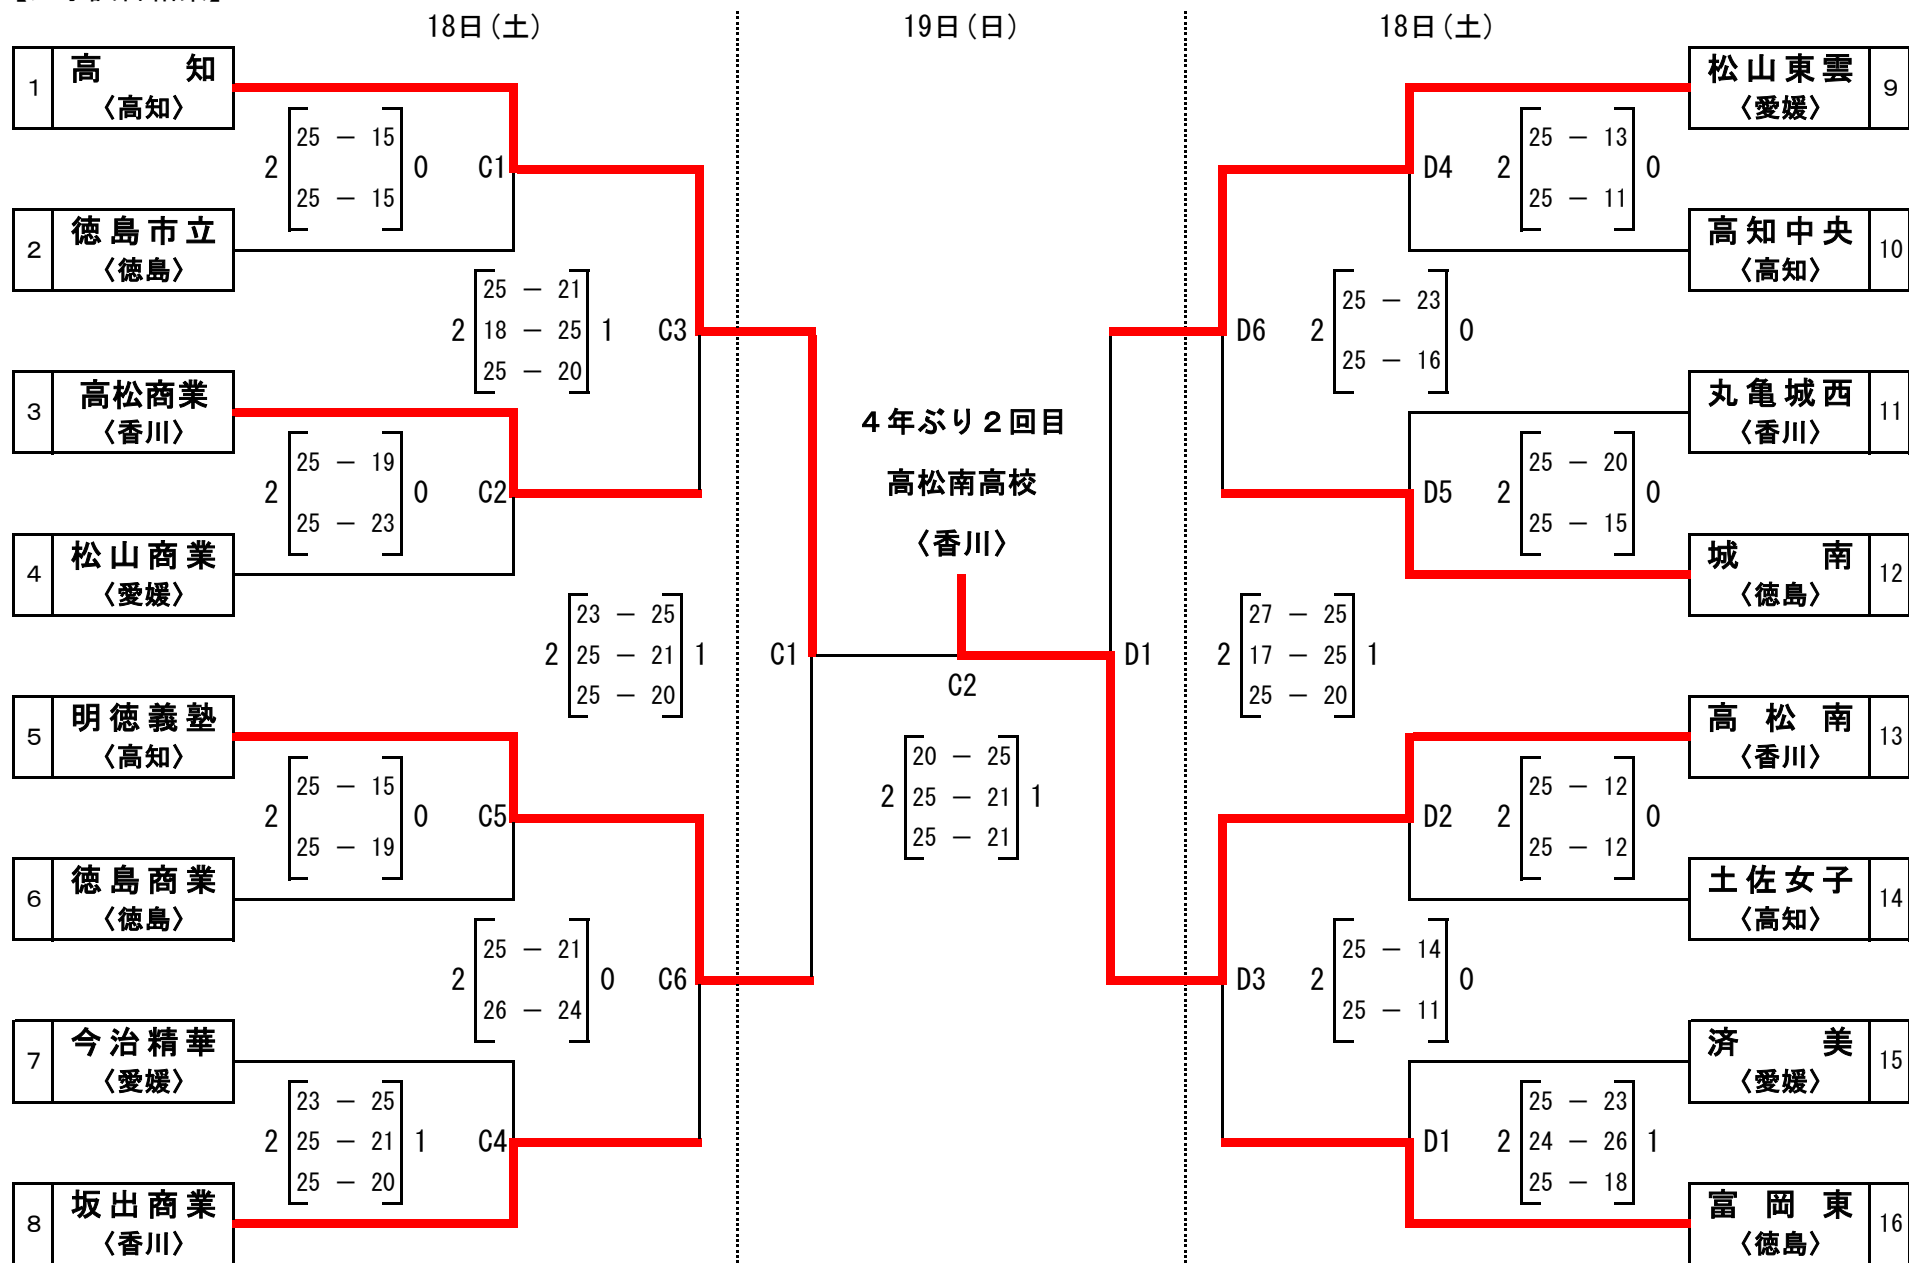 18日(土)
19日(日)
18日(土)
1 高知 〈高知〉
25 － 15
2 0 C1
25 － 15
2 徳島市立 〈徳島〉
25 － 21
2 18 － 25 1 C3
25 － 20
3 高松商業 〈香川〉
25 － 19
2 0 C2
25 － 23
4 松山商業 〈愛媛〉
23 － 25
2 25 － 21 1 C1
25 － 20
5 明徳義塾 〈高知〉
25 － 15
2 0 C5
25 － 19
6 徳島商業 〈徳島〉
25 － 21
2 0 C6
26 － 24
7 今治精華 〈愛媛〉
23 － 25
2 25 － 21 1 C4
25 － 20
8 坂出商業 〈香川〉
４年ぶり２回目
高松南高校
〈香川〉
C2
20 － 25
2 25 － 21 1
25 － 21
松山東雲 〈愛媛〉 9
25 － 13
D4 2 0
25 － 11
高知中央 〈高知〉 10
25 － 23
D6 2 0
25 － 16
丸亀城西 〈香川〉 11
25 － 20
D5 2 0
25 － 15
城南 〈徳島〉 12
27 － 25
D1 2 17 － 25 1
25 － 20
高松南 〈香川〉 13
25 － 12
D2 2 0
25 － 12
土佐女子 〈高知〉 14
25 － 14
D3 2 0
25 － 11
済美 〈愛媛〉 15
25 － 23
D1 2 24 － 26 1
25 － 18
富岡東 〈徳島〉 16